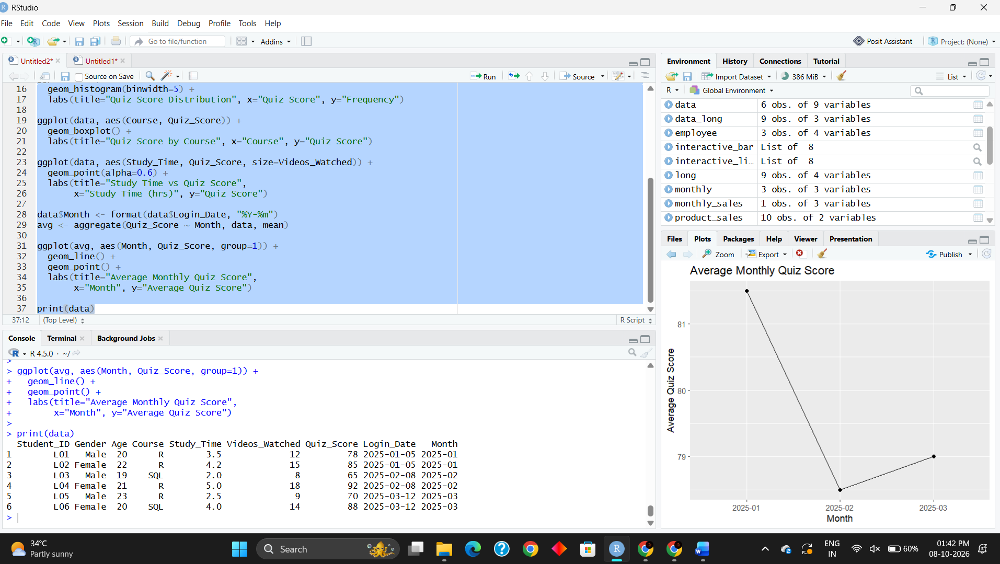 RStudio
File Edit Code View Plots Session Build Debug Profile Tools Help
Go to file/function Addins Posit Assistant Project: (None)
Untitled2* Untitled1*
Source on Save Run Source
16 geom_histogram(binwidth=5) +
17 labs(title="Quiz Score Distribution", x="Quiz Score", y="Frequency")
18
19 ggplot(data, aes(Course, Quiz_Score)) +
20 geom_boxplot() +
21 labs(title="Quiz Score by Course", x="Course", y="Quiz Score")
22
23 ggplot(data, aes(Study_Time, Quiz_Score, size=Videos_Watched)) +
24 geom_point(alpha=0.6) +
25 labs(title="Study Time vs Quiz Score",
26 x="Study Time (hrs)", y="Quiz Score")
27
28 data$Month <- format(data$Login_Date, "%Y-%m")
29 avg <- aggregate(Quiz_Score ~ Month, data, mean)
30
31 ggplot(avg, aes(Month, Quiz_Score, group=1)) +
32 geom_line() +
33 geom_point() +
34 labs(title="Average Monthly Quiz Score",
35 x="Month", y="Average Quiz Score")
36
37 print(data)
37:12 (Top Level) R Script
Console Terminal Background Jobs
R R 4.5.0 · ~/
>
> ggplot(avg, aes(Month, Quiz_Score, group=1)) +
+ geom_line() +
+ geom_point() +
+ labs(title="Average Monthly Quiz Score",
+ x="Month", y="Average Quiz Score")
>
> print(data)
Student_ID Gender Age Course Study_Time Videos_Watched Quiz_Score Login_Date Month
1 L01 Male 20 R 3.5 12 78 2025-01-05 2025-01
2 L02 Female 22 R 4.2 15 85 2025-01-05 2025-01
3 L03 Male 19 SQL 2.0 8 65 2025-02-08 2025-02
4 L04 Female 21 R 5.0 18 92 2025-02-08 2025-02
5 L05 Male 23 R 2.5 9 70 2025-03-12 2025-03
6 L06 Female 20 SQL 4.0 14 88 2025-03-12 2025-03
>
Environment History Connections Tutorial
Import Dataset 386 MiB List
R Global Environment
data 6 obs. of 9 variables
data_long 9 obs. of 3 variables
employee 3 obs. of 4 variables
interactive_bar List of 8
interactive_li… List of 8
long 9 obs. of 4 variables
monthly 3 obs. of 3 variables
monthly_sales 1 obs. of 3 variables
product_sales 10 obs. of 2 variables
Files Plots Packages Help Viewer Presentation
Zoom Export Publish
Average Monthly Quiz Score
Average Quiz Score
81
80
79
2025-01 2025-02 2025-03
Month
34°C
Partly sunny
Search
ENG
IN
60%
01:42 PM
08-10-2026